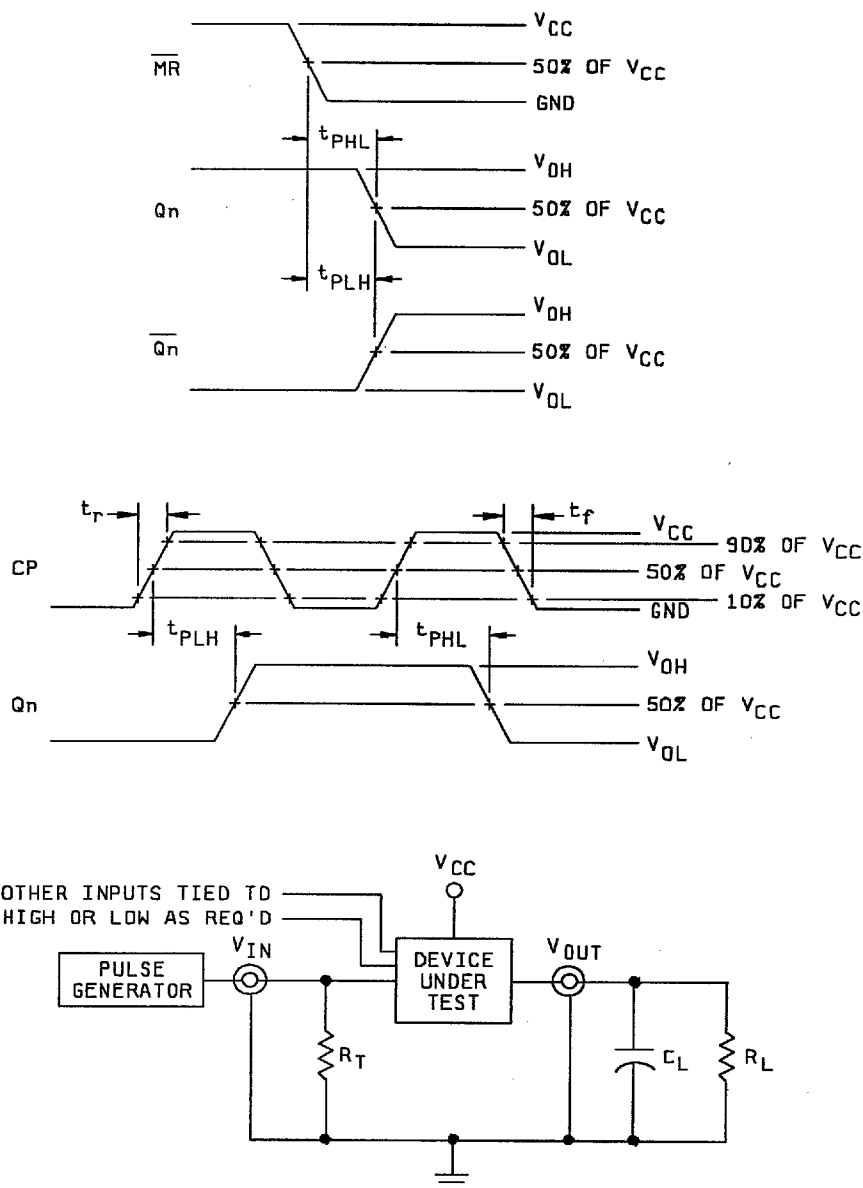 V_CC
M̅R̅ 50% OF V_CC
GND
t_PHL
V_OH
Qn 50% OF V_CC
V_OL
t_PLH
V_OH
Q̅n̅ 50% OF V_CC
V_OL
t_r t_f V_CC
90% OF V_CC
CP 50% OF V_CC
10% OF V_CC
GND
t_PLH t_PHL
V_OH
Qn 50% OF V_CC
V_OL
V_CC
OTHER INPUTS TIED TO
HIGH OR LOW AS REQ'D
V_IN V_OUT
PULSE
GENERATOR
DEVICE
UNDER
TEST
R_T C_L R_L